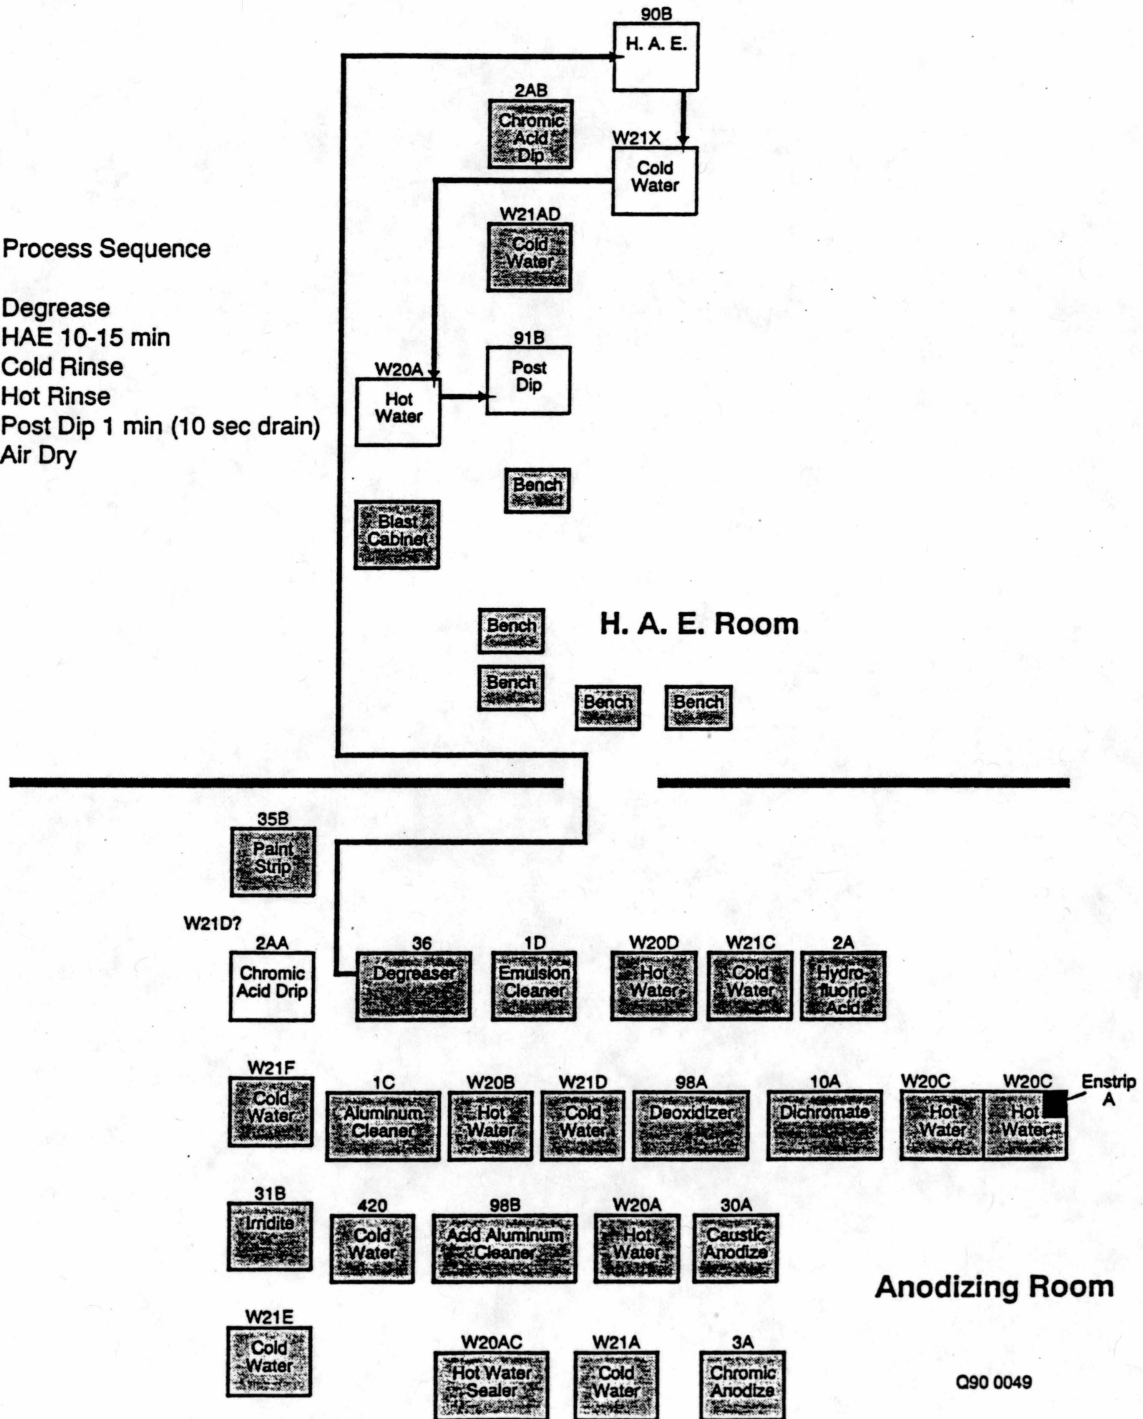 90B
H. A. E.
2AB
Chromic
Acid
Dip
W21X
Cold
Water
W21AD
Cold
Water
Process Sequence
Degrease
HAE 10-15 min
Cold Rinse
Hot Rinse
Post Dip 1 min (10 sec drain)
Air Dry
91B
Post
Dip
W20A
Hot
Water
Bench
Blast
Cabinet
Bench
H. A. E. Room
Bench
Bench
Bench
35B
Paint
Strip
W21D?
2AA
Chromic
Acid Drip
36
Degreaser
1D
Emulsion
Cleaner
W20D
Hot
Water
W21C
Cold
Water
2A
Hydro-
fluoric
Acid
W21F
Cold
Water
1C
Aluminum
Cleaner
W20B
Hot
Water
W21D
Cold
Water
98A
Deoxidizer
10A
Dichromate
W20C
Hot
Water
W20C
Hot
Water
Enstrip
A
31B
Irridite
420
Cold
Water
98B
Acid Aluminum
Cleaner
W20A
Hot
Water
30A
Caustic
Anodize
Anodizing Room
W21E
Cold
Water
W20AC
Hot Water
Sealer
W21A
Cold
Water
3A
Chromic
Anodize
Q90 0049